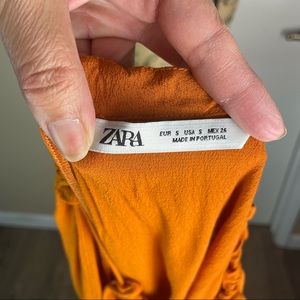 ZARA
EUR S USA S MEX 26
MADE IN PORTUGAL